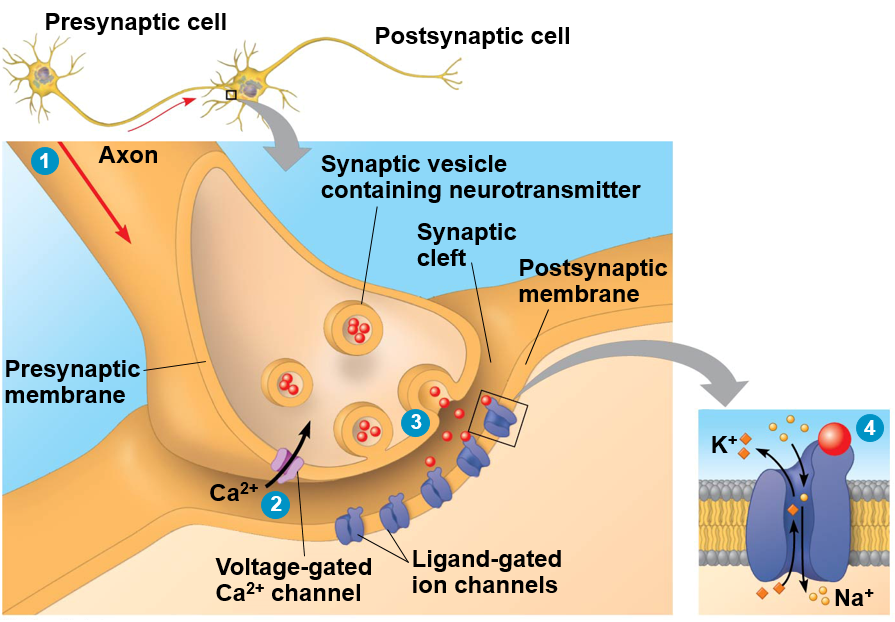 Presynaptic cell
Postsynaptic cell
1
Axon
Synaptic vesicle
containing neurotransmitter
Synaptic
cleft
Postsynaptic
membrane
Presynaptic
membrane
3
4
K+
Ca2+
2
Voltage-gated
Ca2+ channel
Ligand-gated
ion channels
Na+